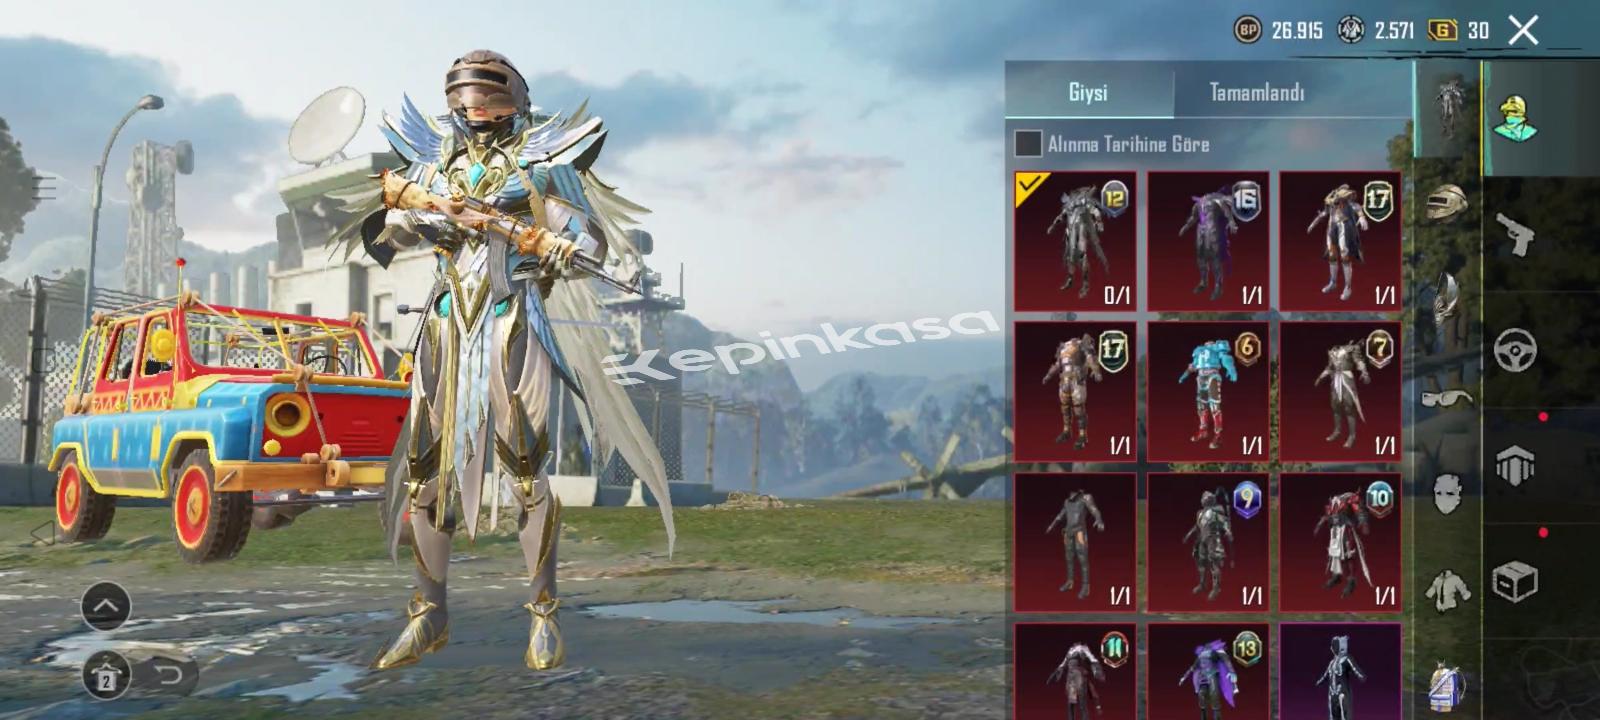 BP 26.915 2.571 G 30
Giysi Tamamlandı
Alınma Tarihine Göre
12 16 17
0/1 1/1 1/1
17 6 7
1/1 1/1 1/1
9 10
1/1 1/1 1/1
11 13
kepinkasa
2